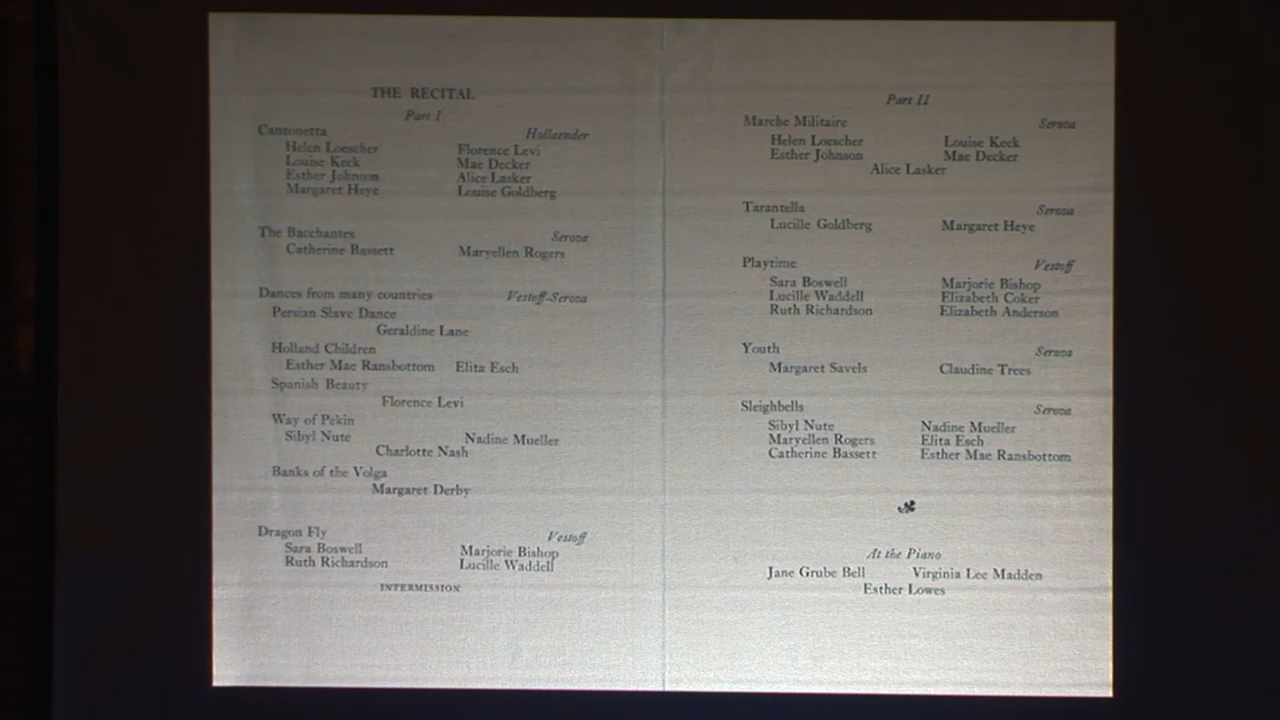 THE RECITAL
Part I
Canzonetta Hollaender
Helen Loescher Florence Levi
Louise Keck Mae Decker
Esther Johnson Alice Lasker
Margaret Heye Louise Goldberg
The Bacchantes Serova
Catherine Bassett Maryellen Rogers
Dances from many countries Vestoff-Serova
Persian Slave Dance
Geraldine Lane
Holland Children
Esther Mae Ransbottom Elita Esch
Spanish Beauty
Florence Levi
Way of Pekin
Sibyl Nute Nadine Mueller
Charlotte Nash
Banks of the Volga
Margaret Derby
Dragon Fly Vestoff
Sara Boswell Marjorie Bishop
Ruth Richardson Lucille Waddell
INTERMISSION
Part II
Marche Militaire Serova
Helen Loescher Louise Keck
Esther Johnson Mae Decker
Alice Lasker
Tarantella Serova
Lucille Goldberg Margaret Heye
Playtime Vestoff
Sara Boswell Marjorie Bishop
Lucille Waddell Elizabeth Coker
Ruth Richardson Elizabeth Anderson
Youth Serova
Margaret Savels Claudine Trees
Sleighbells Serova
Sibyl Nute Nadine Mueller
Maryellen Rogers Elita Esch
Catherine Bassett Esther Mae Ransbottom
At the Piano
Jane Grube Bell Virginia Lee Madden
Esther Lowes